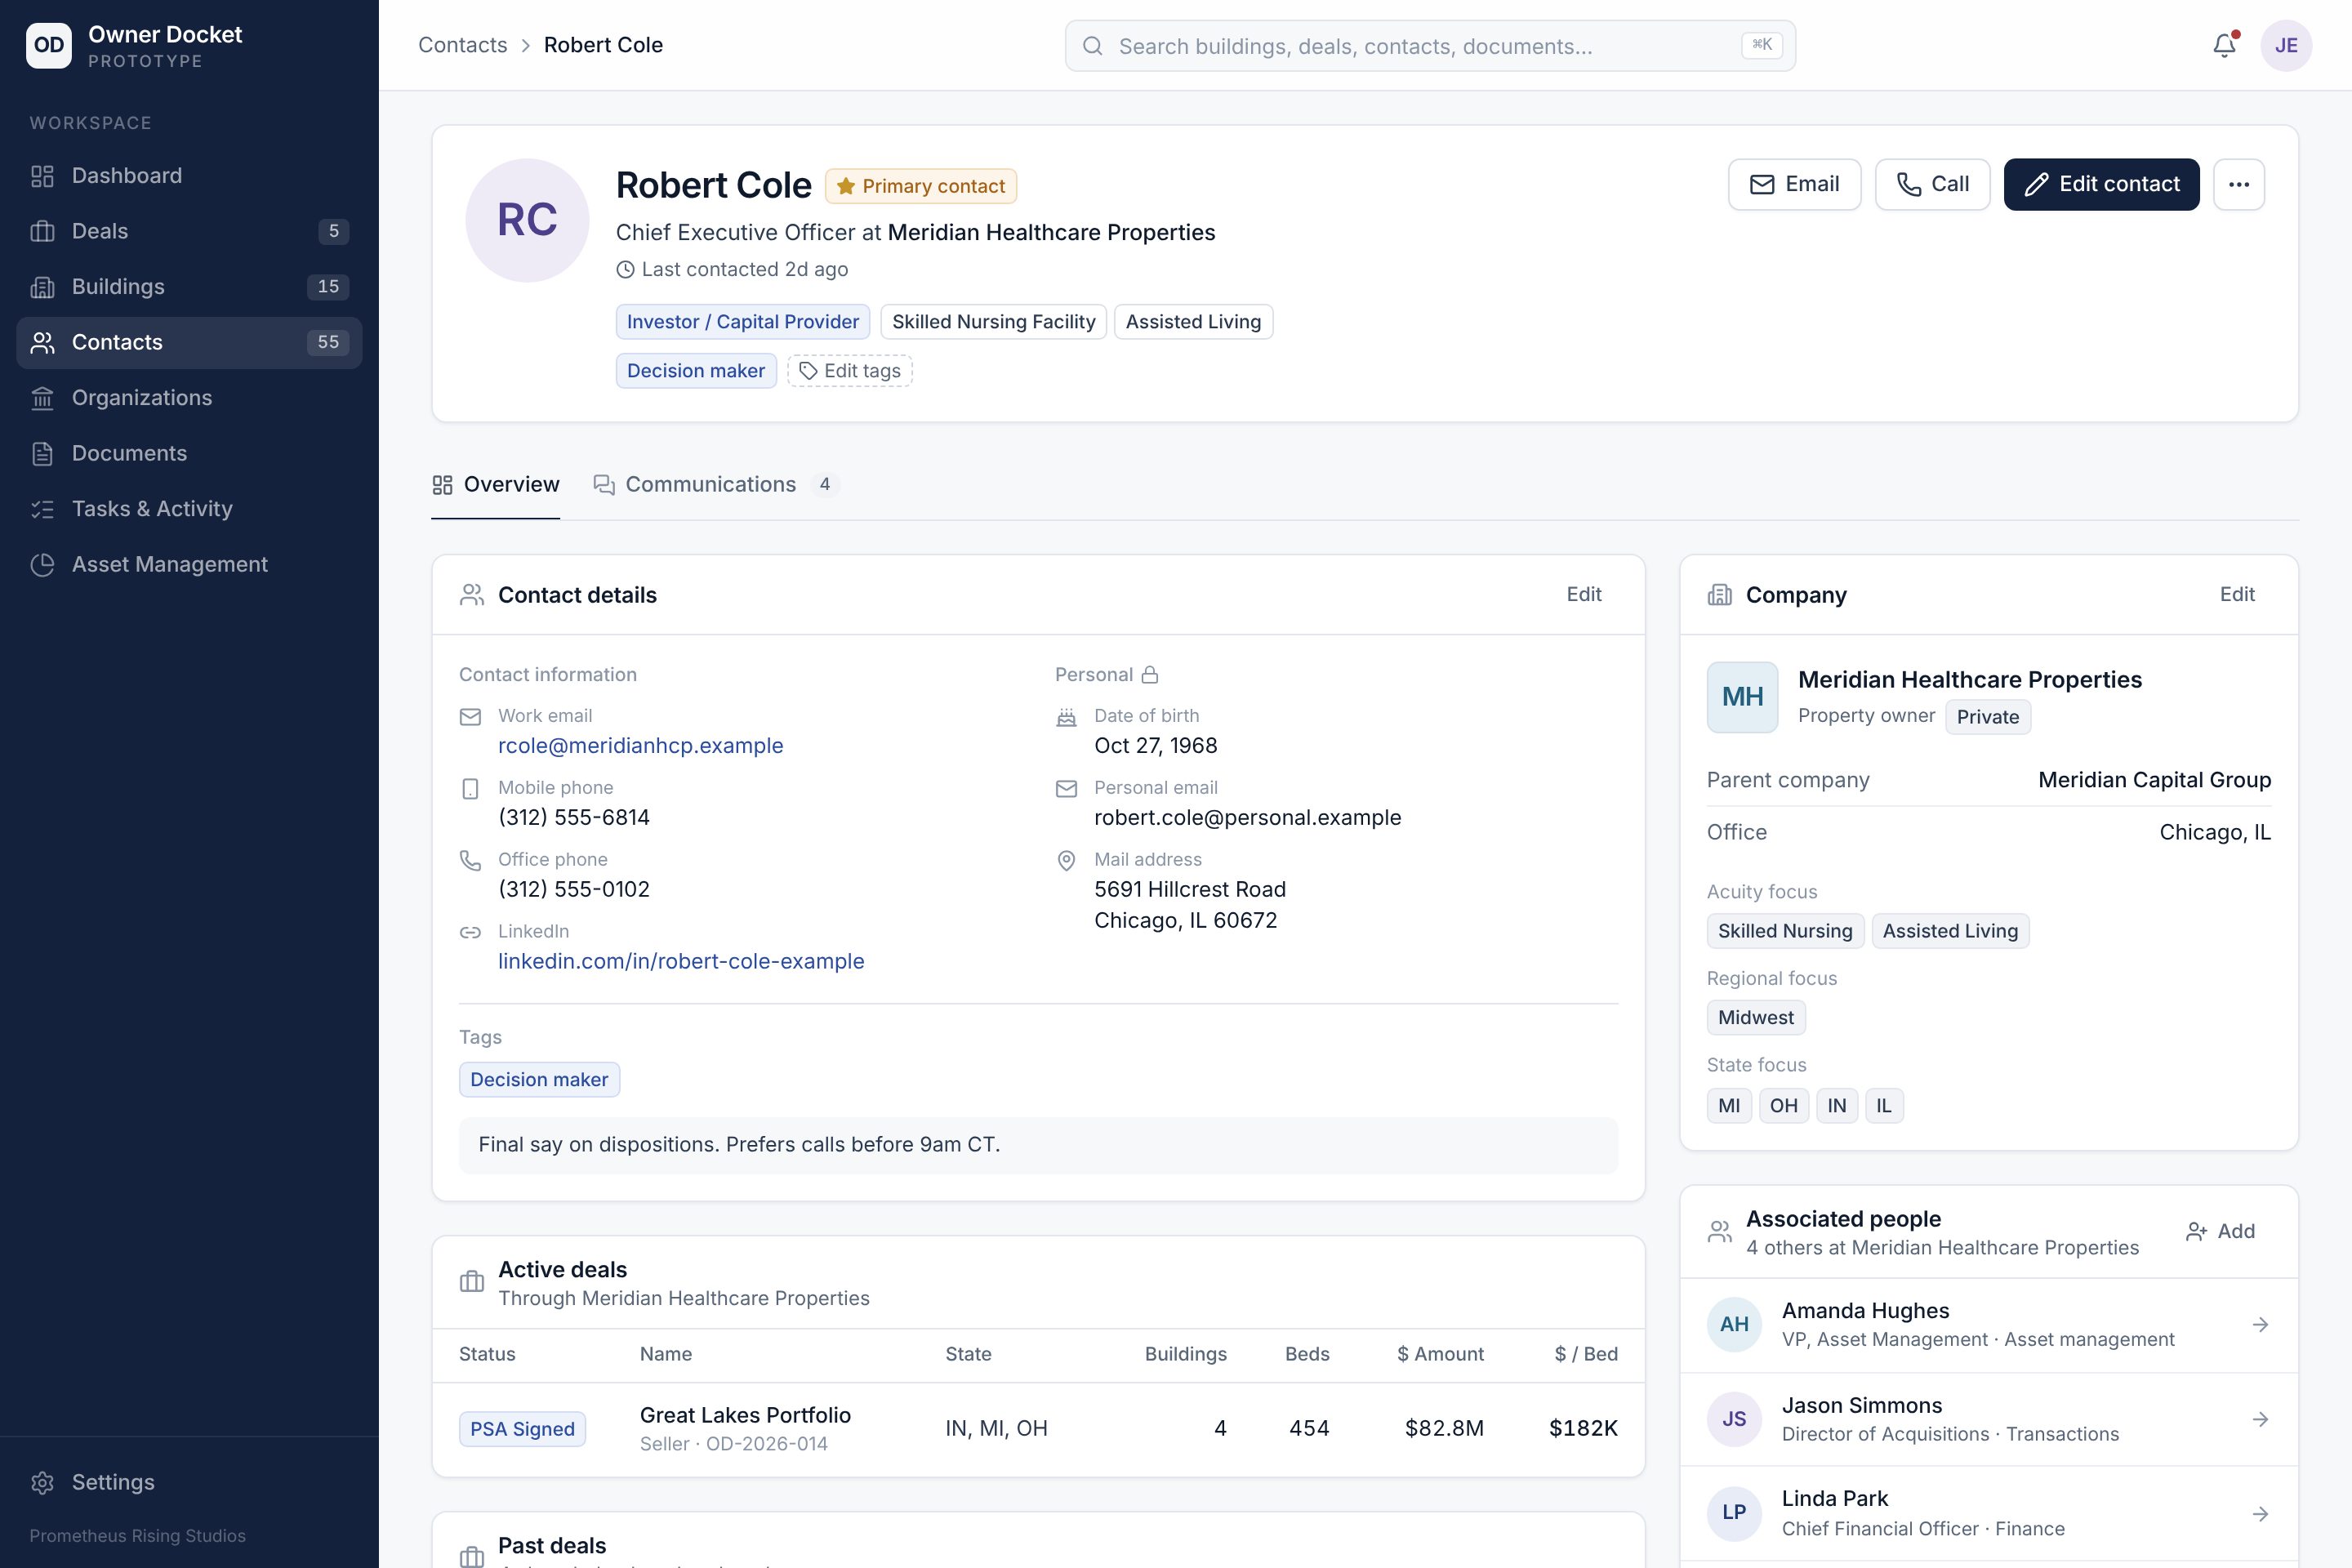 OD
Owner Docket
PROTOTYPE
WORKSPACE
Dashboard
Deals 5
Buildings 15
Contacts 55
Organizations
Documents
Tasks & Activity
Asset Management
Settings
Prometheus Rising Studios
Contacts > Robert Cole
Search buildings, deals, contacts, documents... ⌘K
JE
RC
Robert Cole Primary contact
Chief Executive Officer at Meridian Healthcare Properties
Last contacted 2d ago
Investor / Capital Provider Skilled Nursing Facility Assisted Living
Decision maker Edit tags
Email Call Edit contact
Overview Communications 4
Contact details Edit
Contact information
Work email
rcole@meridianhcp.example
Mobile phone
(312) 555-6814
Office phone
(312) 555-0102
LinkedIn
linkedin.com/in/robert-cole-example
Personal
Date of birth
Oct 27, 1968
Personal email
robert.cole@personal.example
Mail address
5691 Hillcrest Road
Chicago, IL 60672
Tags
Decision maker
Final say on dispositions. Prefers calls before 9am CT.
Active deals
Through Meridian Healthcare Properties
Status Name State Buildings Beds $ Amount $ / Bed
PSA Signed Great Lakes Portfolio IN, MI, OH 4 454 $82.8M $182K
Seller · OD-2026-014
Past deals
Company Edit
MH
Meridian Healthcare Properties
Property owner Private
Parent company Meridian Capital Group
Office Chicago, IL
Acuity focus
Skilled Nursing Assisted Living
Regional focus
Midwest
State focus
MI OH IN IL
Associated people Add
4 others at Meridian Healthcare Properties
AH
Amanda Hughes
VP, Asset Management · Asset management
JS
Jason Simmons
Director of Acquisitions · Transactions
LP
Linda Park
Chief Financial Officer · Finance